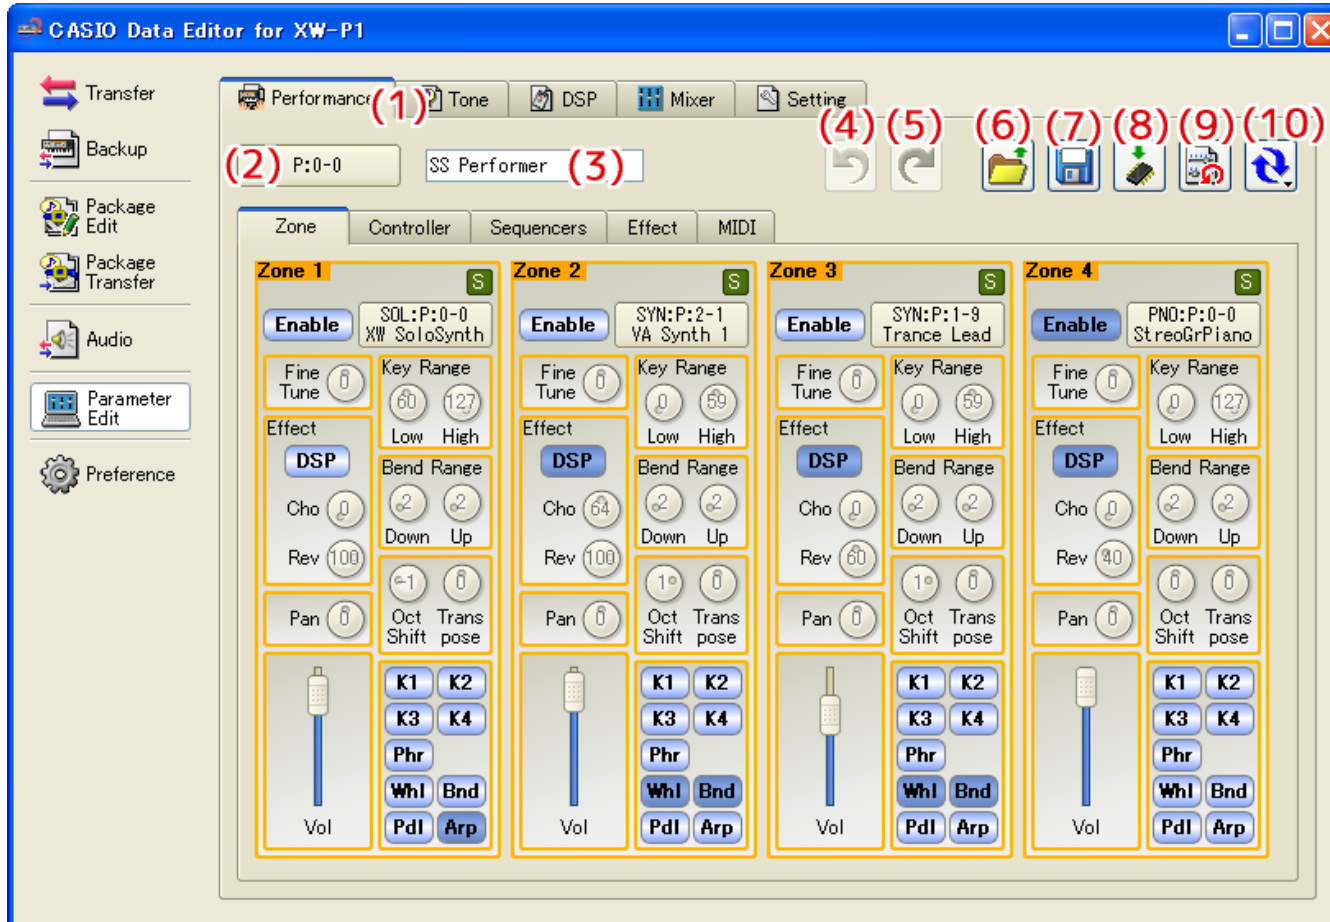 CASIO Data Editor for XW-P1
Transfer
Backup
Package
Edit
Package
Transfer
Audio
Parameter
Edit
Preference
Performance (1) Tone DSP Mixer Setting
(2) P:0-0 SS Performer (3) (4) (5) (6) (7) (8) (9) (10)
Zone Controller Sequencers Effect MIDI
Zone 1
S
Enable
SOL:P:0-0
XW SoloSynth
Fine
Tune
0
Key Range
60 127
Low High
Effect
DSP
Cho 0
Rev 100
Bend Range
2 2
Down Up
-1 0
Oct Trans
Shift pose
Pan 0
Vol
K1 K2
K3 K4
Phr
Whl Bnd
Pdl Arp
Zone 2
S
Enable
SYN:P:2-1
VA Synth 1
Fine
Tune
0
Key Range
0 59
Low High
Effect
DSP
Cho 64
Rev 100
Bend Range
2 2
Down Up
1 0
Oct Trans
Shift pose
Pan 0
Vol
K1 K2
K3 K4
Phr
Whl Bnd
Pdl Arp
Zone 3
S
Enable
SYN:P:1-9
Trance Lead
Fine
Tune
0
Key Range
0 59
Low High
Effect
DSP
Cho 0
Rev 60
Bend Range
2 2
Down Up
1 0
Oct Trans
Shift pose
Pan 0
Vol
K1 K2
K3 K4
Phr
Whl Bnd
Pdl Arp
Zone 4
S
Enable
PNO:P:0-0
StreoGrPiano
Fine
Tune
0
Key Range
0 127
Low High
Effect
DSP
Cho 0
Rev 40
Bend Range
2 2
Down Up
0 0
Oct Trans
Shift pose
Pan 0
Vol
K1 K2
K3 K4
Phr
Whl Bnd
Pdl Arp